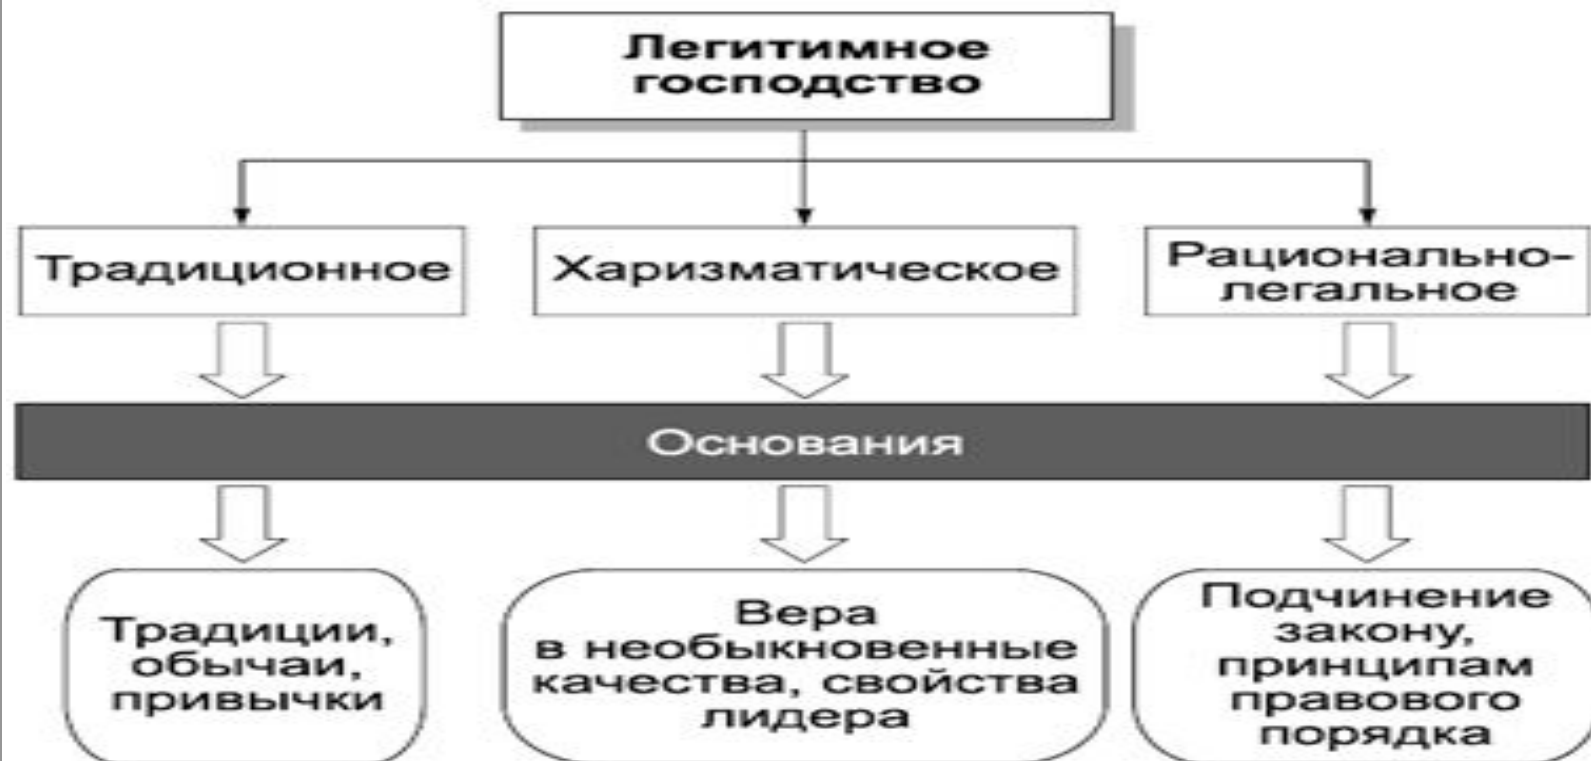 Легитимное
господство
Традиционное
Харизматическое
Рационально-
легальное
Основания
Традиции,
обычаи,
привычки
Вера
в необыкновенные
качества, свойства
лидера
Подчинение
закону,
принципам
правового
порядка